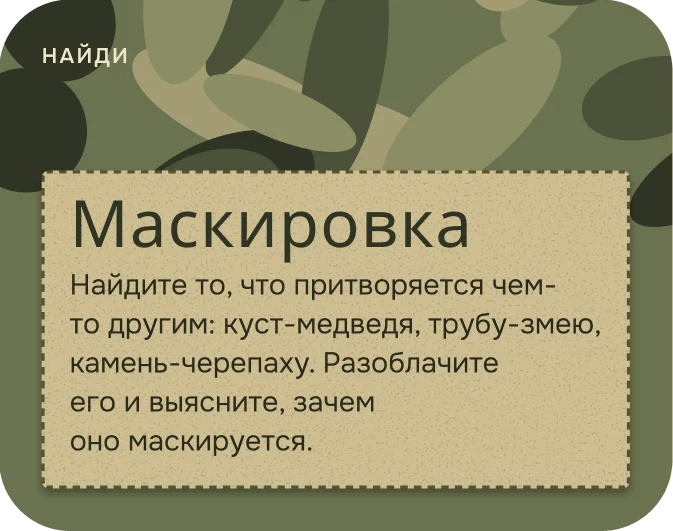 НАЙДИ
Маскировка
Найдите то, что притворяется чем-
то другим: куст-медведя, трубу-змею,
камень-черепаху. Разоблачите
его и выясните, зачем
оно маскируется.